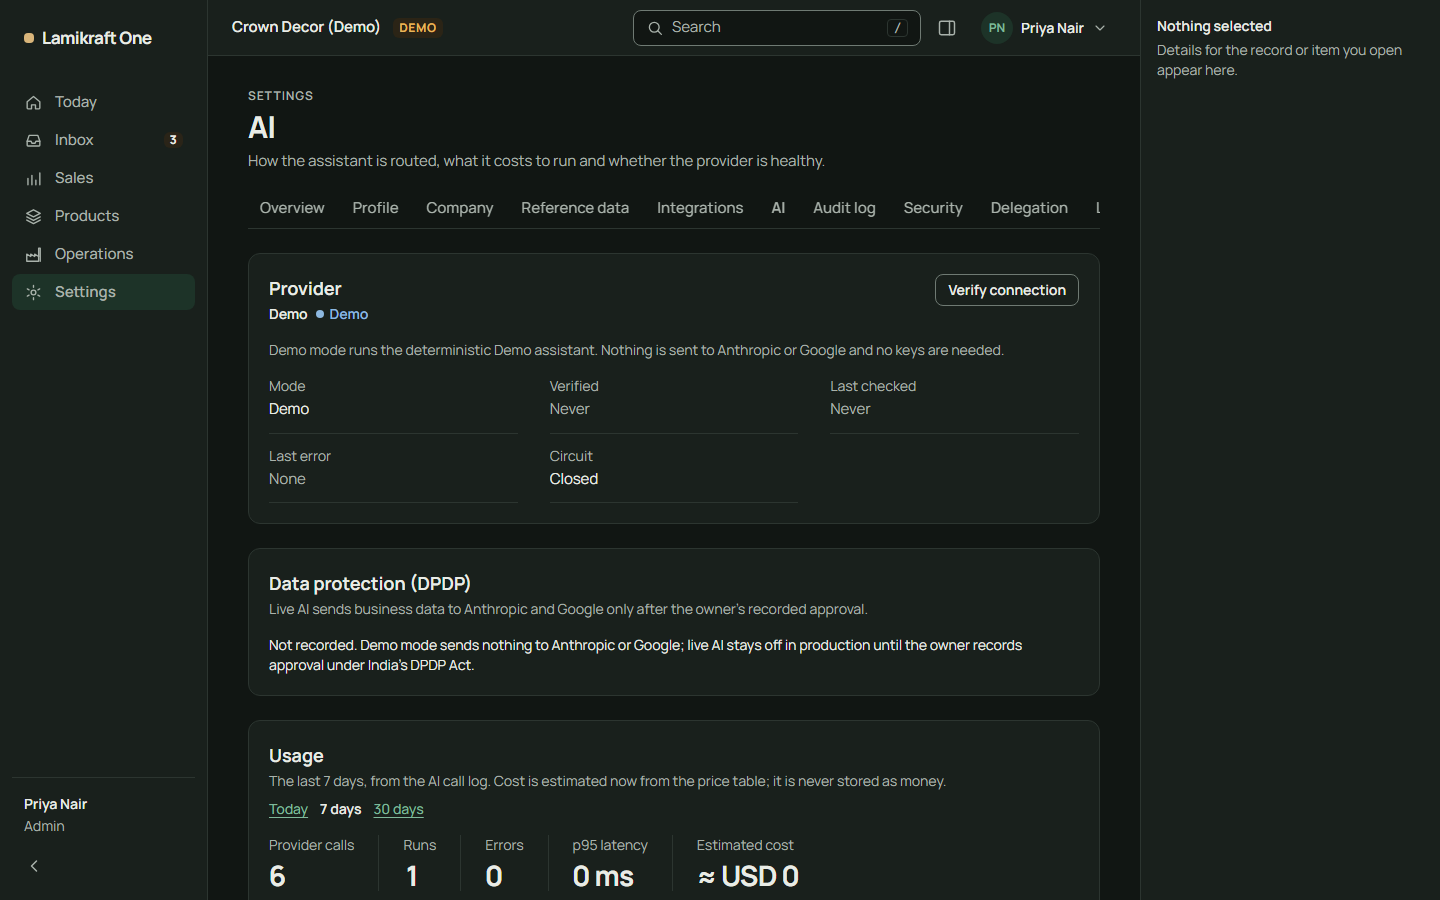 Lamikraft One
Today
Inbox 3
Sales
Products
Operations
Settings
Priya Nair
Admin
Crown Decor (Demo) DEMO
Search /
PN Priya Nair
SETTINGS
AI
How the assistant is routed, what it costs to run and whether the provider is healthy.
Overview Profile Company Reference data Integrations AI Audit log Security Delegation
Provider
Verify connection
Demo Demo
Demo mode runs the deterministic Demo assistant. Nothing is sent to Anthropic or Google and no keys are needed.
Mode Verified Last checked
Demo Never Never
Last error Circuit
None Closed
Data protection (DPDP)
Live AI sends business data to Anthropic and Google only after the owner's recorded approval.
Not recorded. Demo mode sends nothing to Anthropic or Google; live AI stays off in production until the owner records
approval under India's DPDP Act.
Usage
The last 7 days, from the AI call log. Cost is estimated now from the price table; it is never stored as money.
Today 7 days 30 days
Provider calls Runs Errors p95 latency Estimated cost
6 1 0 0 ms ≈ USD 0
Nothing selected
Details for the record or item you open
appear here.